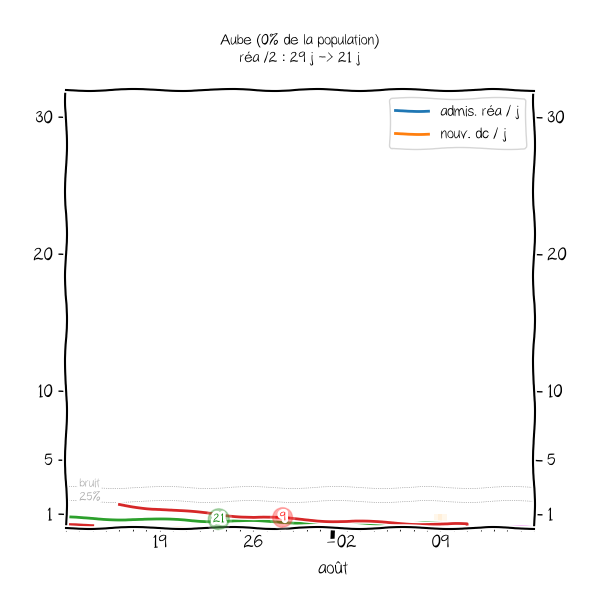 Aube (0% de la population)
réa /2 : 29 j -> 21 j
admis. réa / j
nouv. dc / j
30
30
20
20
10
10
5
5
bruit
25%
1
21
9
1
19
26
02
09
août